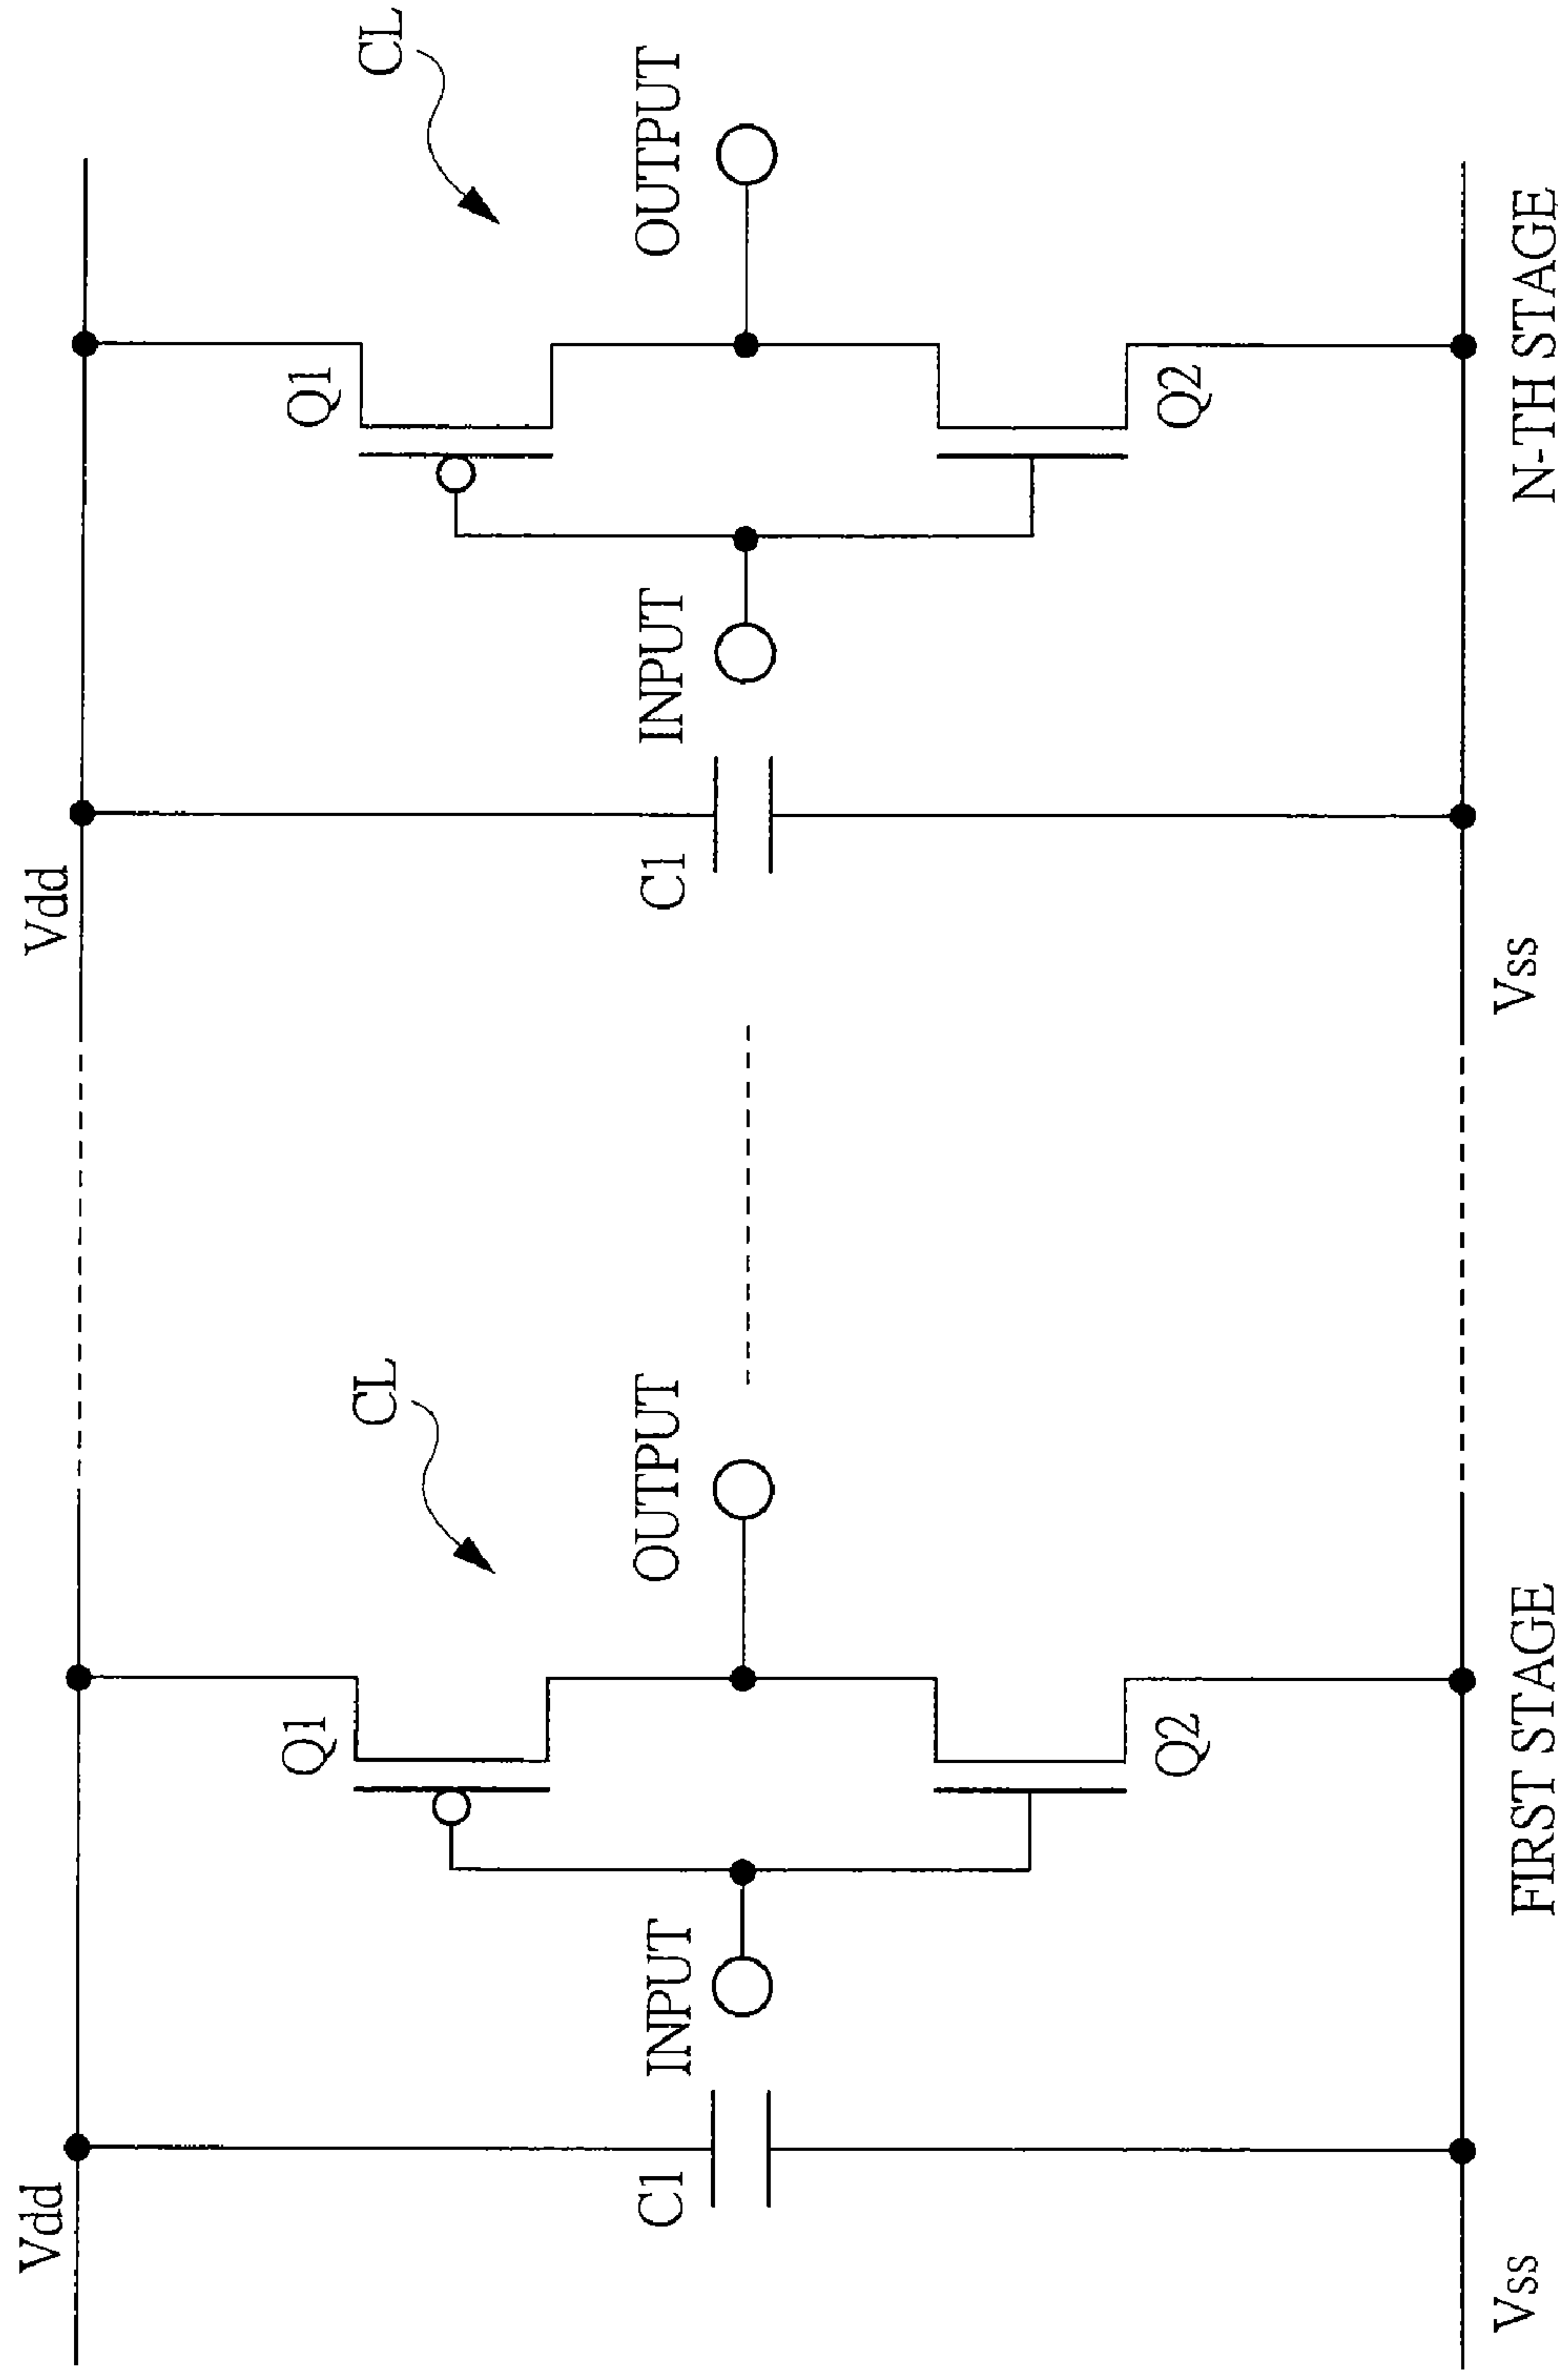 Vdd
Vdd
CL
CL
Q1
Q1
C1
INPUT
OUTPUT
C1
INPUT
OUTPUT
Q2
Q2
Vss
FIRST STAGE
Vss
N-TH STAGE